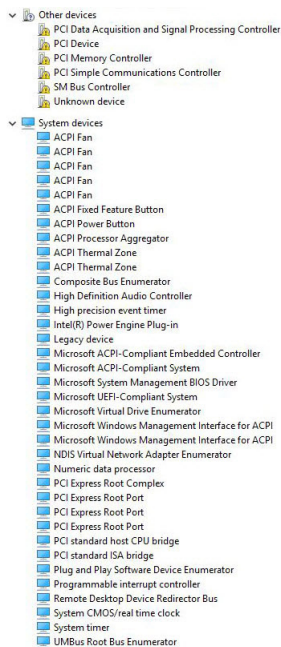 Other devices
PCI Data Acquisition and Signal Processing Controller
PCI Device
PCI Memory Controller
PCI Simple Communications Controller
SM Bus Controller
Unknown device
System devices
ACPI Fan
ACPI Fan
ACPI Fan
ACPI Fan
ACPI Fan
ACPI Fixed Feature Button
ACPI Power Button
ACPI Processor Aggregator
ACPI Thermal Zone
ACPI Thermal Zone
Composite Bus Enumerator
High Definition Audio Controller
High precision event timer
Intel(R) Power Engine Plug-in
Legacy device
Microsoft ACPI-Compliant Embedded Controller
Microsoft ACPI-Compliant System
Microsoft System Management BIOS Driver
Microsoft UEFI-Compliant System
Microsoft Virtual Drive Enumerator
Microsoft Windows Management Interface for ACPI
Microsoft Windows Management Interface for ACPI
NDIS Virtual Network Adapter Enumerator
Numeric data processor
PCI Express Root Complex
PCI Express Root Port
PCI Express Root Port
PCI Express Root Port
PCI standard host CPU bridge
PCI standard ISA bridge
Plug and Play Software Device Enumerator
Programmable interrupt controller
Remote Desktop Device Redirector Bus
System CMOS/real time clock
System timer
UMBus Root Bus Enumerator